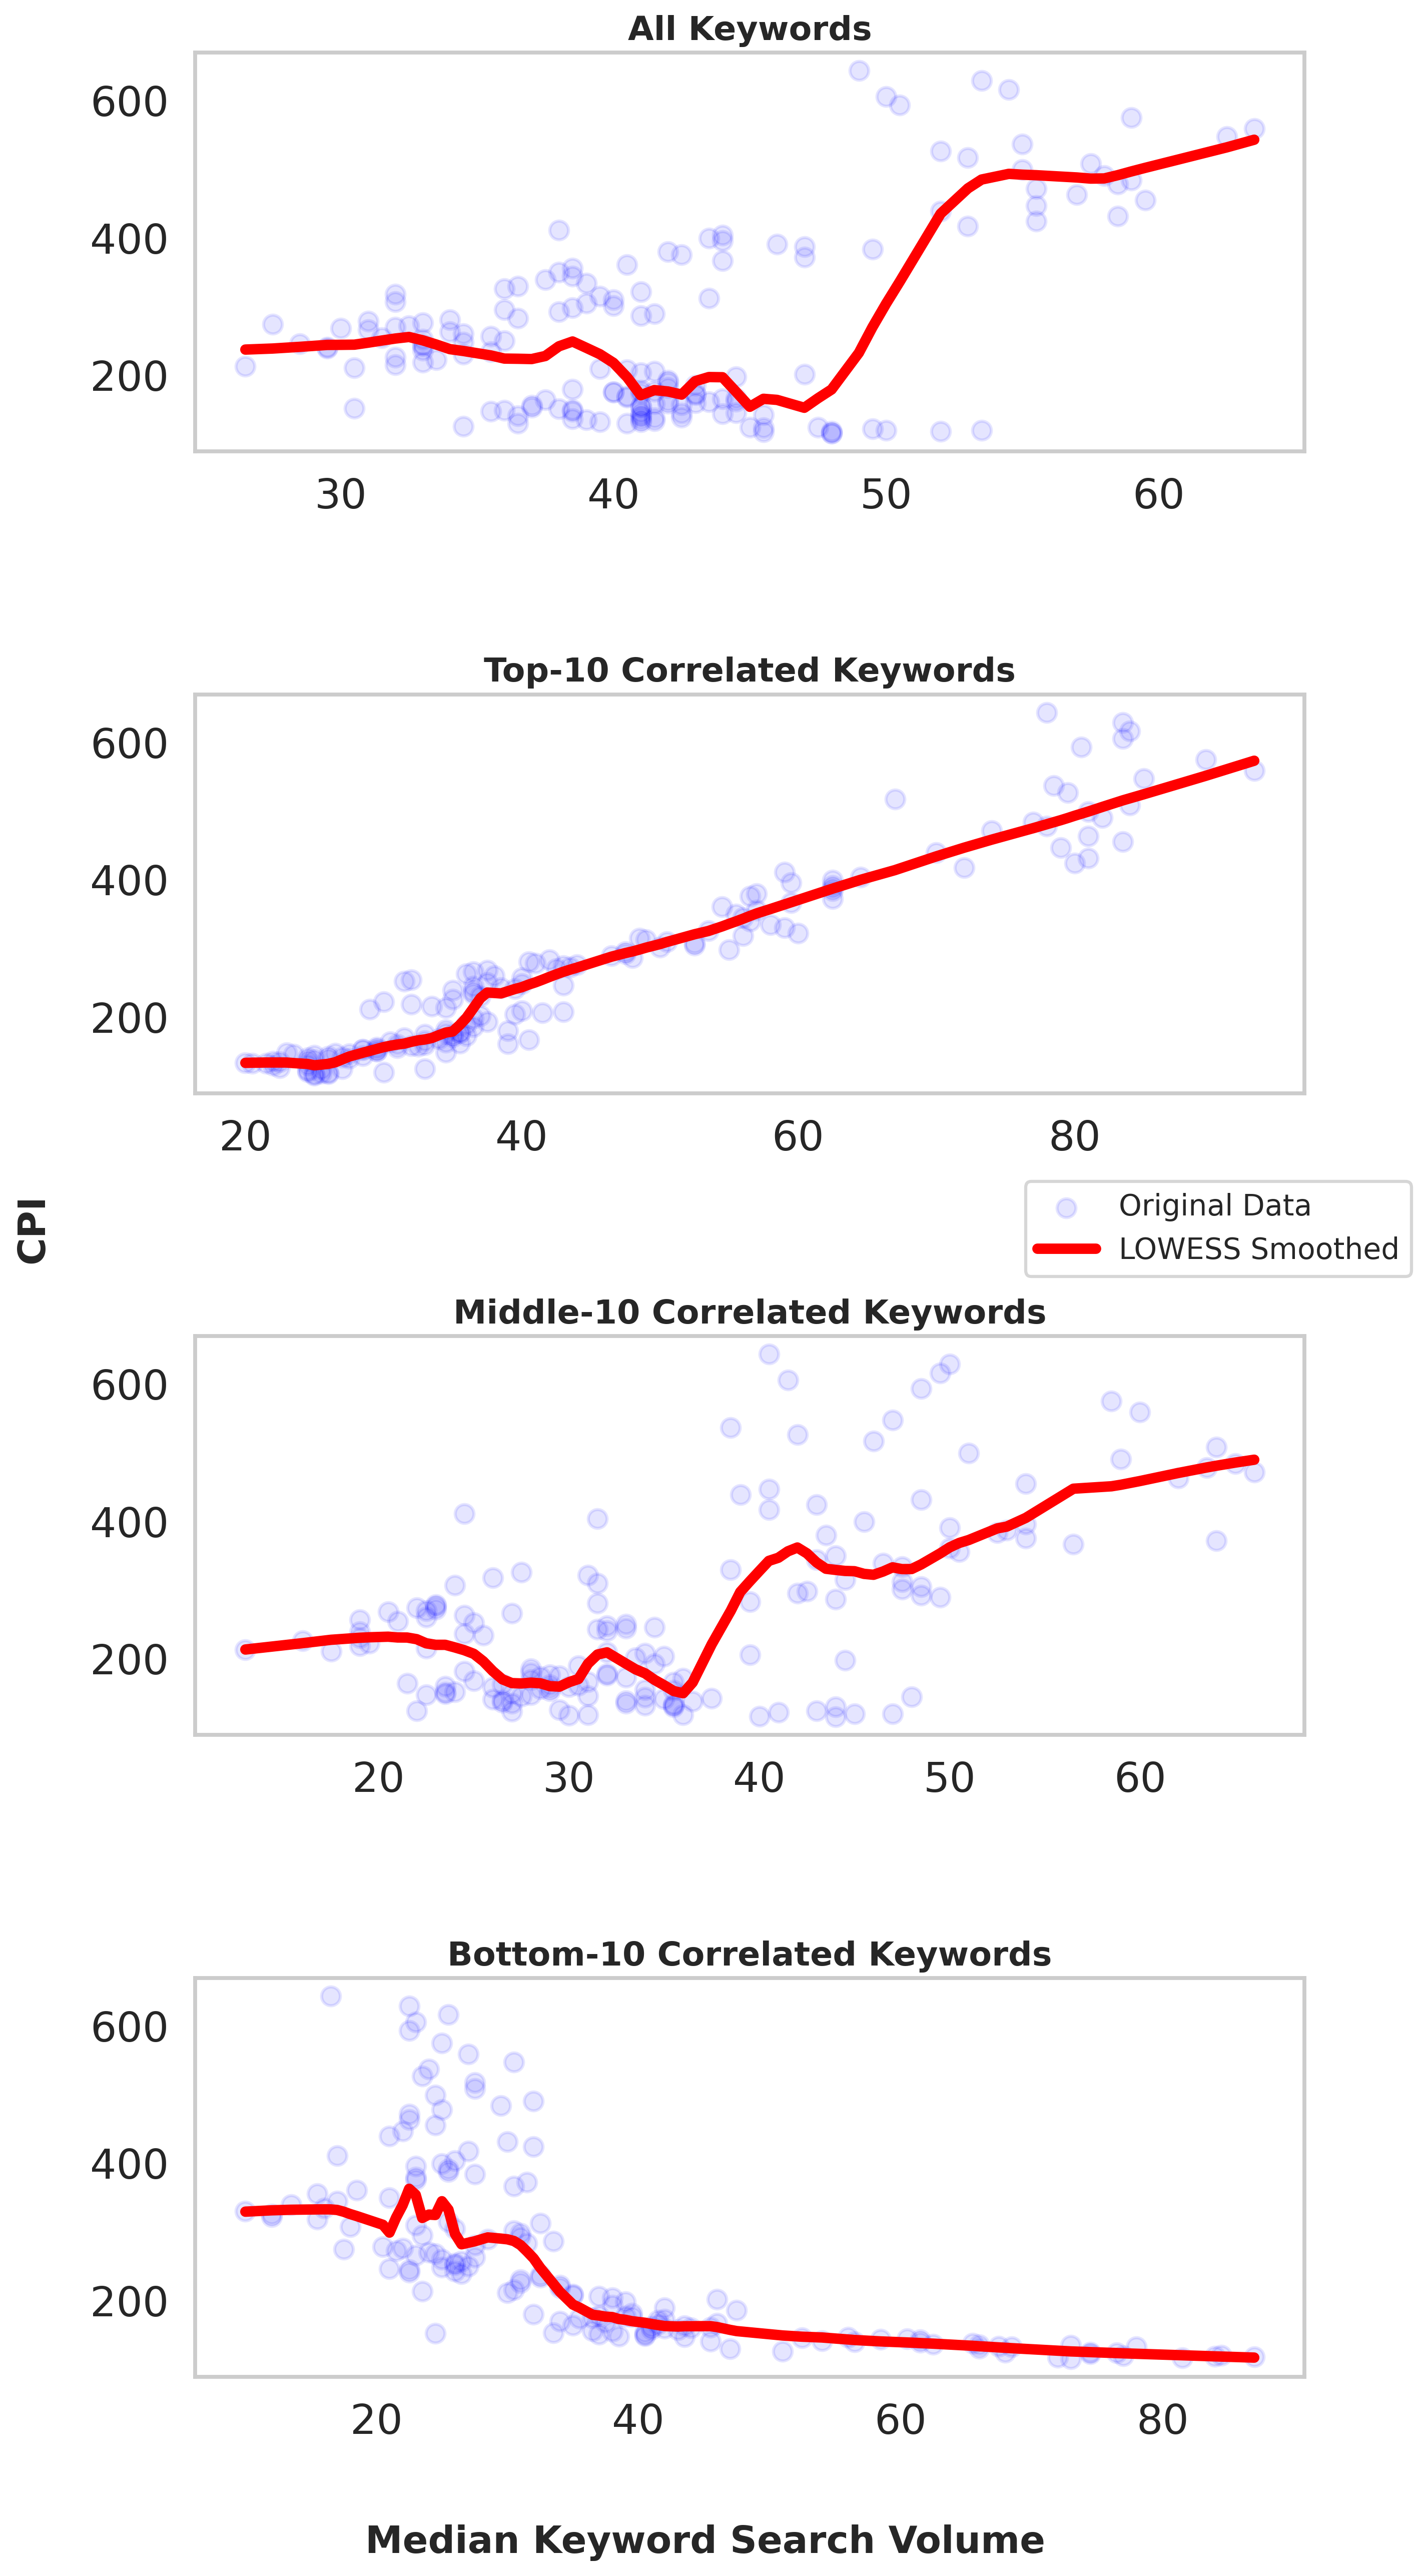 All Keywords
600
400
200
30 40 50 60
Top-10 Correlated Keywords
600
400
200
20 40 60 80
CPI
Original Data
LOWESS Smoothed
Middle-10 Correlated Keywords
600
400
200
20 30 40 50 60
Bottom-10 Correlated Keywords
600
400
200
20 40 60 80
Median Keyword Search Volume